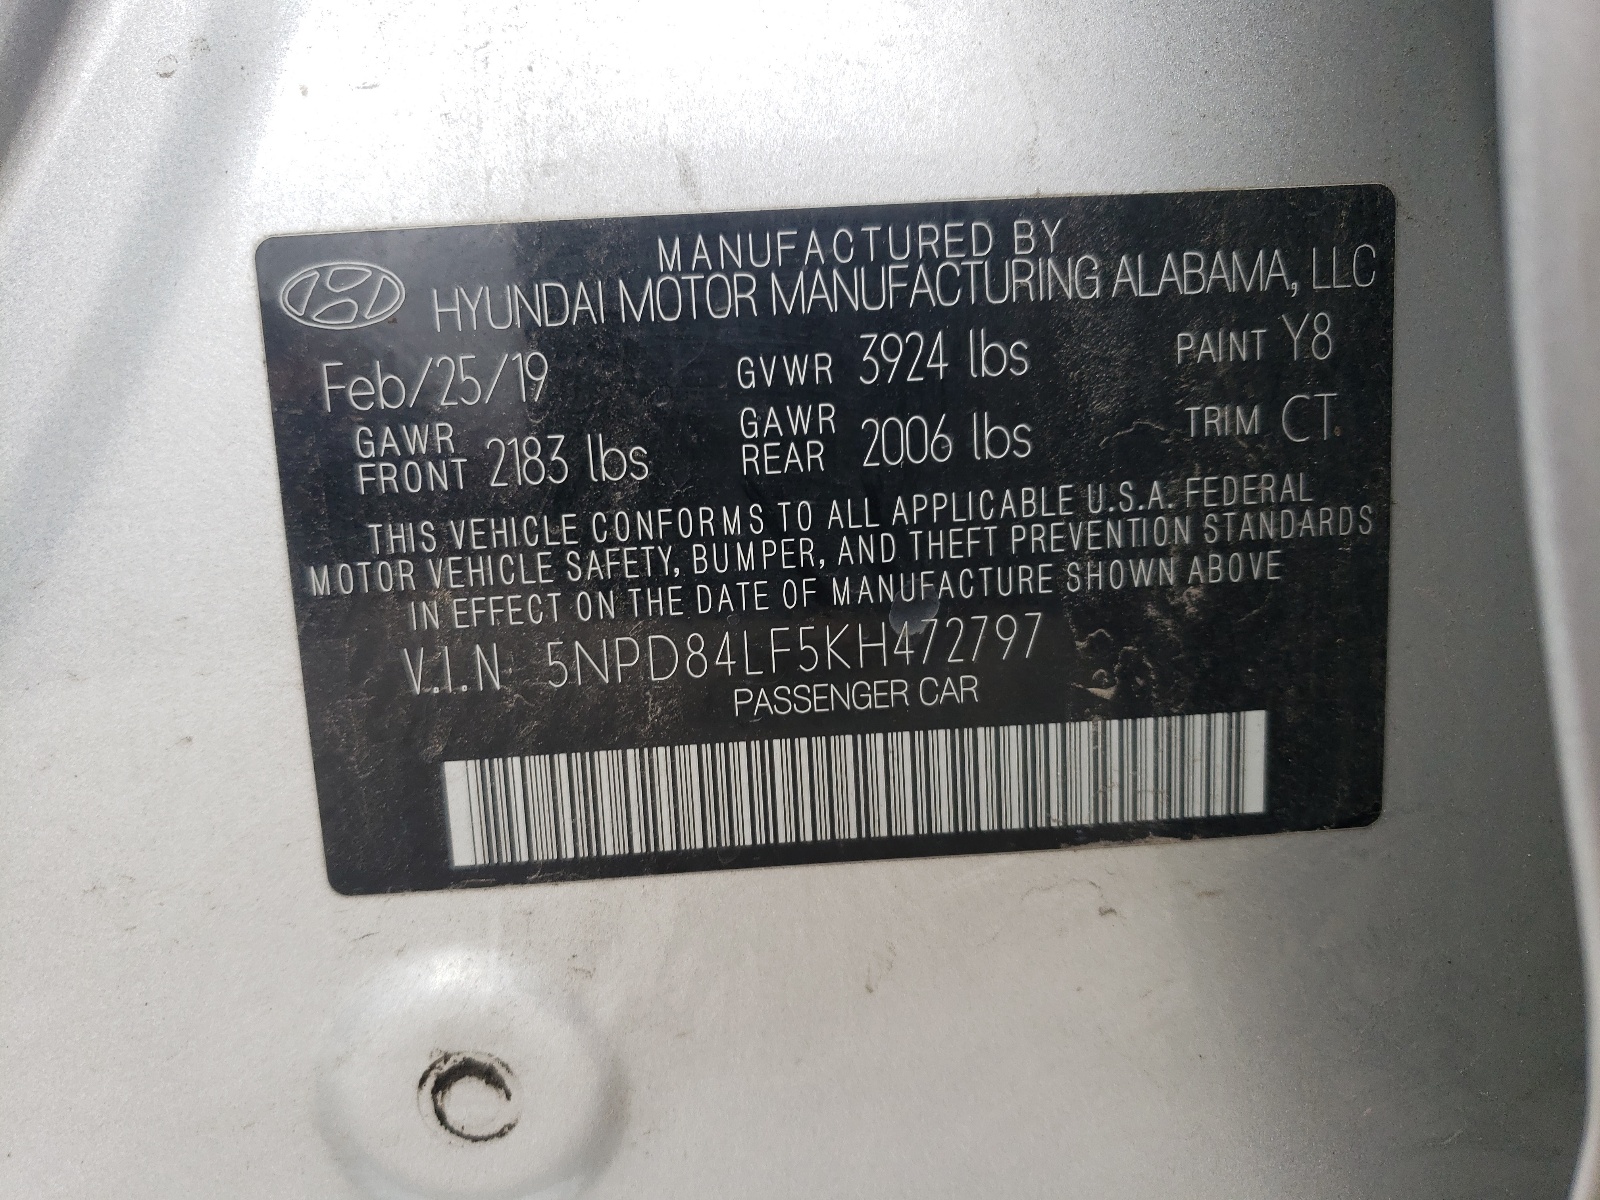 MANUFACTURED BY
HYUNDAI MOTOR MANUFACTURING ALABAMA, LLC
Feb/25/19 GVWR 3924 lbs PAINT Y8
GAWR FRONT 2183 lbs GAWR REAR 2006 lbs TRIM CT
THIS VEHICLE CONFORMS TO ALL APPLICABLE U.S.A. FEDERAL
MOTOR VEHICLE SAFETY, BUMPER, AND THEFT PREVENTION STANDARDS
IN EFFECT ON THE DATE OF MANUFACTURE SHOWN ABOVE
V.I.N 5NPD84LF5KH472797
PASSENGER CAR